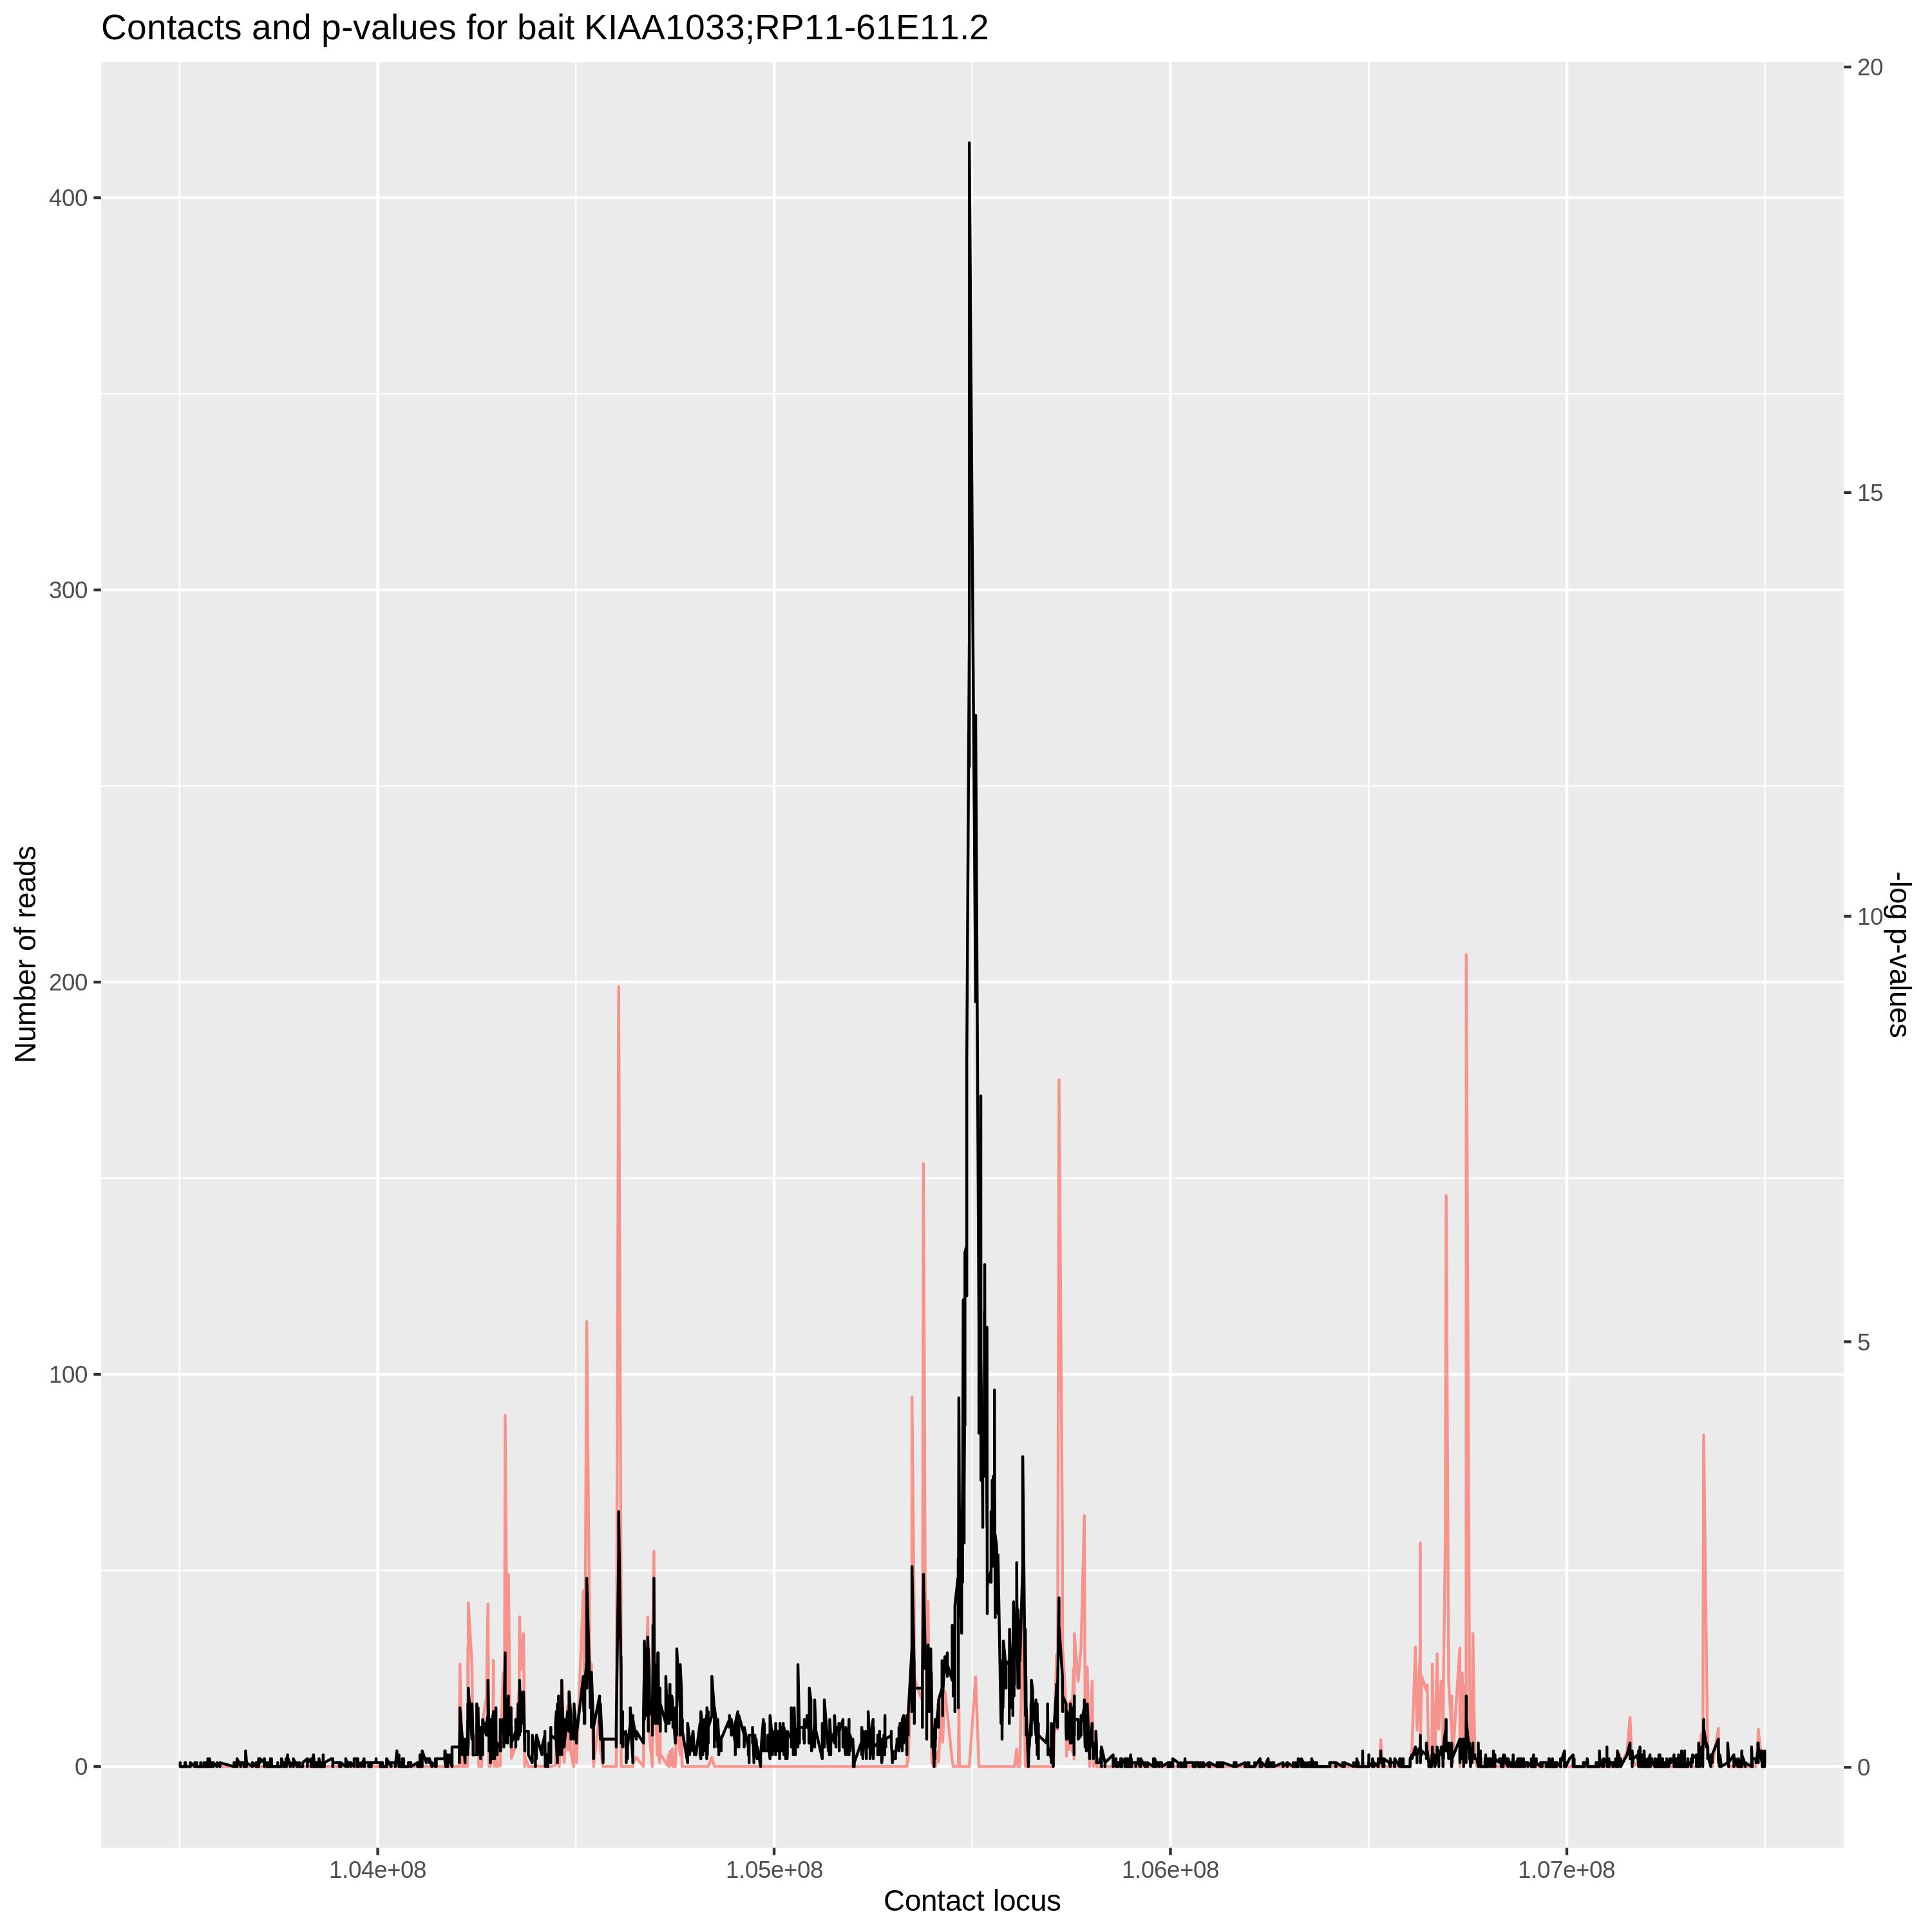 Contacts and p-values for bait KIAA1033;RP11-61E11.2
400
300
200
100
0
20
15
10
5
0
Number of reads
-log p-values
1.04e+08 1.05e+08 1.06e+08 1.07e+08
Contact locus